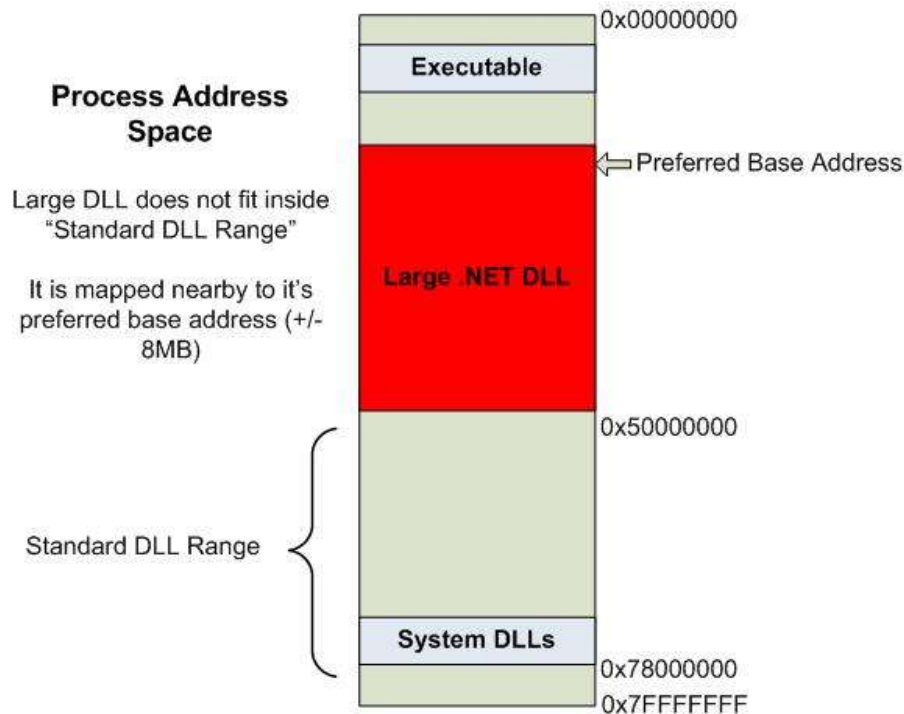 0x00000000
Executable
Process Address
Space
Preferred Base Address
Large DLL does not fit inside
“Standard DLL Range”
Large .NET DLL
It is mapped nearby to it’s
preferred base address (+/-
8MB)
0x50000000
Standard DLL Range
System DLLs
0x78000000
0x7FFFFFFF